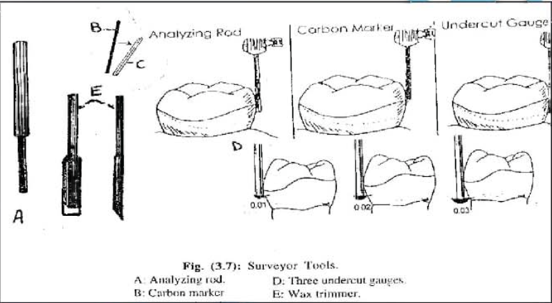 Analyzing Rod
Carbon Marker
Undercut Gauge
B
C
E
A
D
0.01
0.02
0.03
Fig. (3.7): Surveyor Tools.
A: Analyzing rod.
D: Three undercut gauges.
B: Carbon marker
E: Wax trimmer.